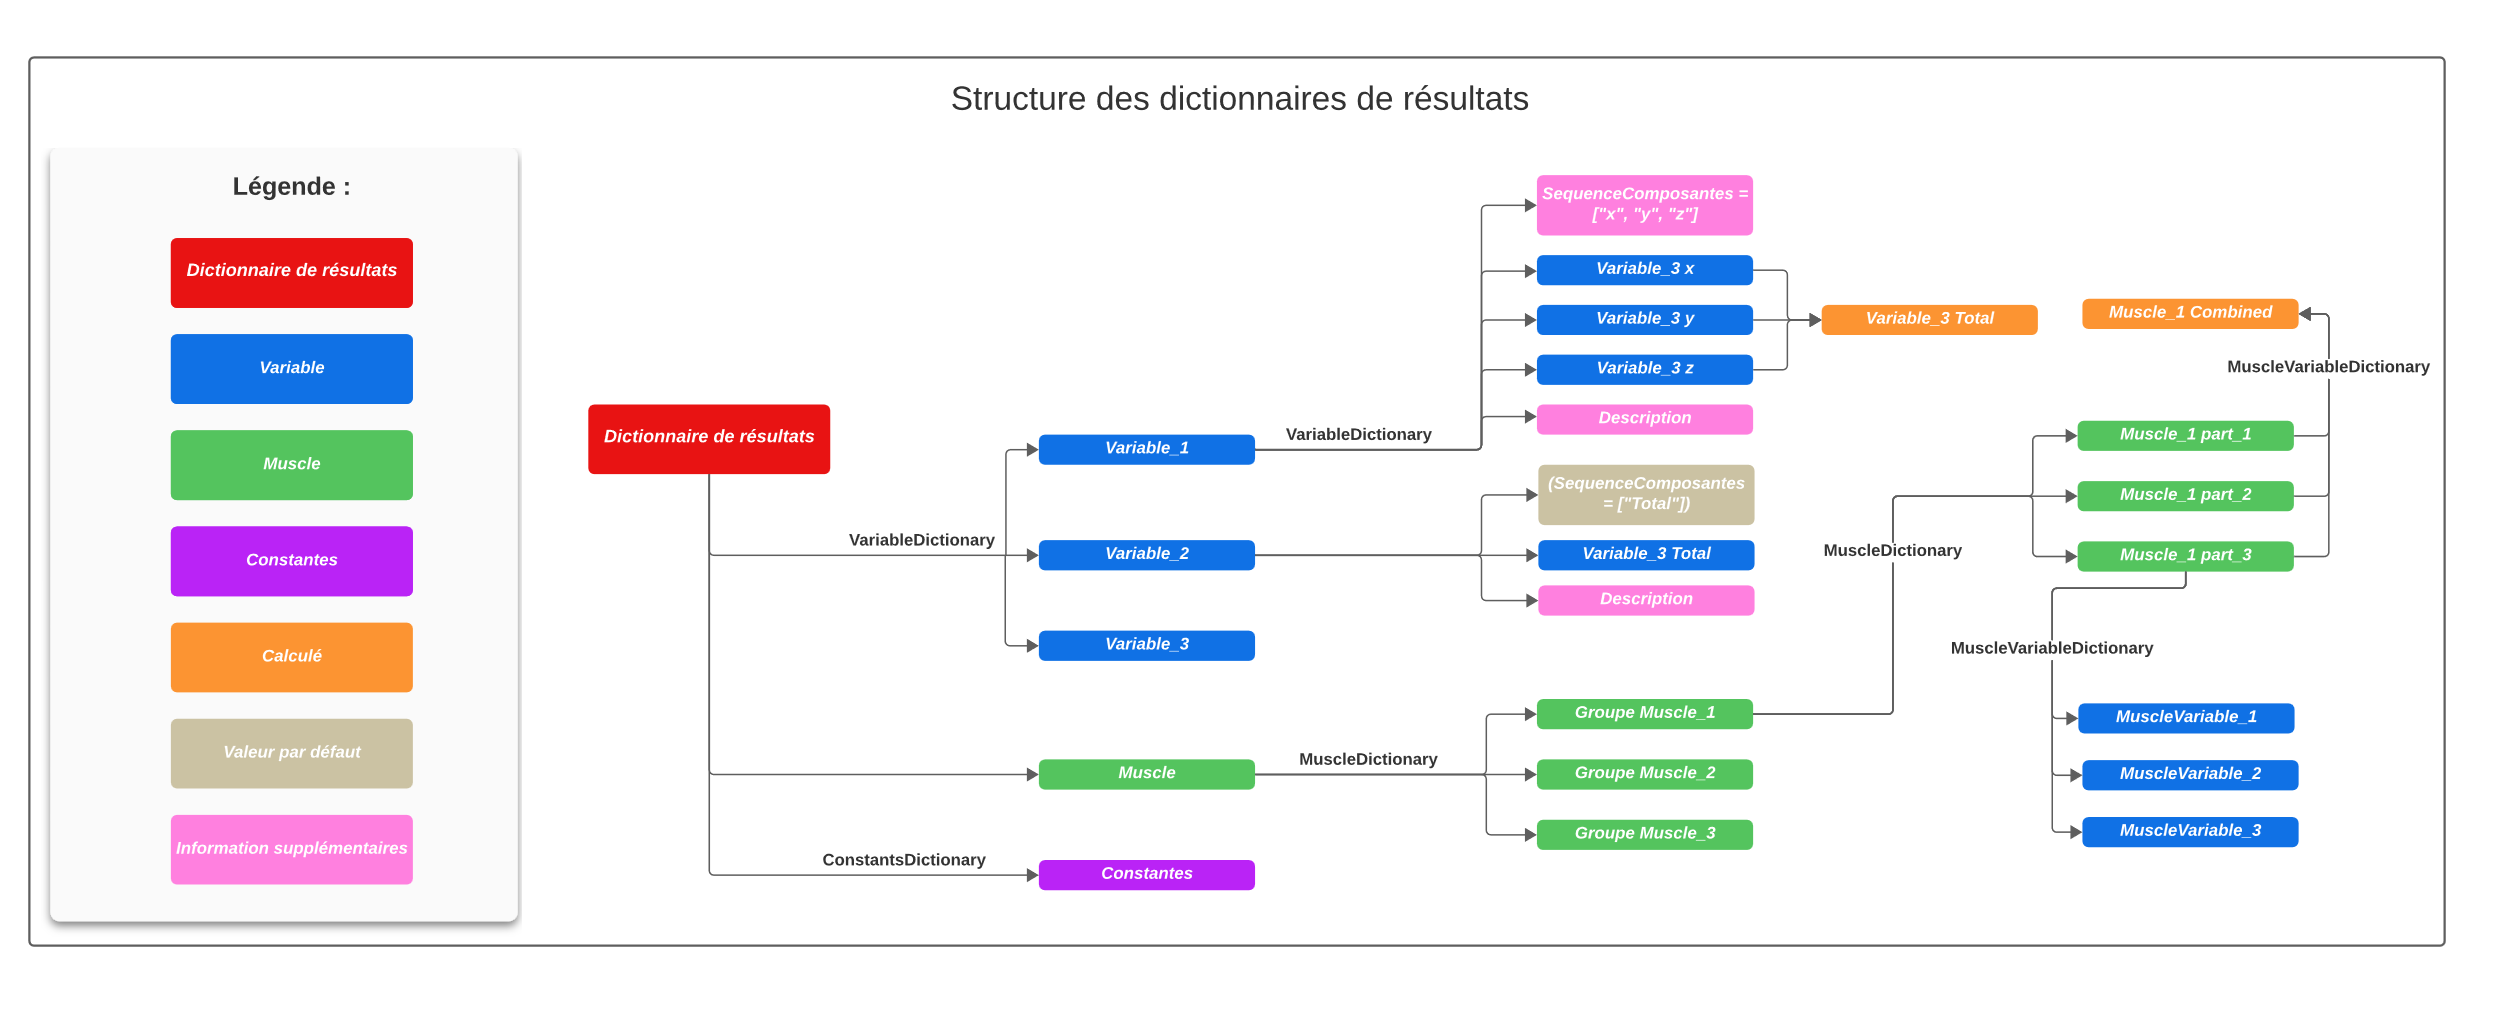 Structure des dictionnaires de résultats
Légende :
Dictionnaire de résultats
Variable
Muscle
Constantes
Calculé
Valeur par défaut
Information supplémentaires
Dictionnaire de résultats
VariableDictionary
Variable_1
Variable_2
Variable_3
Muscle
ConstantsDictionary
Constantes
VariableDictionary
SequenceComposantes =
["x", "y", "z"]
Variable_3 x
Variable_3 y
Variable_3 z
Description
Variable_3 Total
(SequenceComposantes
= ["Total"])
Variable_3 Total
Description
MuscleDictionary
Groupe Muscle_1
Groupe Muscle_2
Groupe Muscle_3
MuscleDictionary
Muscle_1 Combined
MuscleVariableDictionary
Muscle_1 part_1
Muscle_1 part_2
Muscle_1 part_3
MuscleVariableDictionary
MuscleVariable_1
MuscleVariable_2
MuscleVariable_3